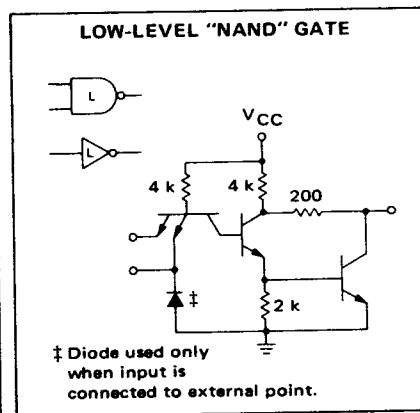 LOW-LEVEL "NAND" GATE
L
L
VCC
4 k
4 k
200
2 k
‡
‡ Diode used only
when input is
connected to external point.